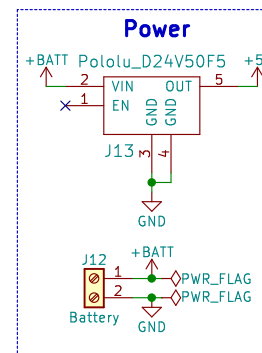 Power
+BATT Pololu_D24V50F5 +5
2 VIN OUT 5
1 EN GND GND
J13 3 4
GND
+BATT
J12
1 PWR_FLAG
2 PWR_FLAG
Battery GND